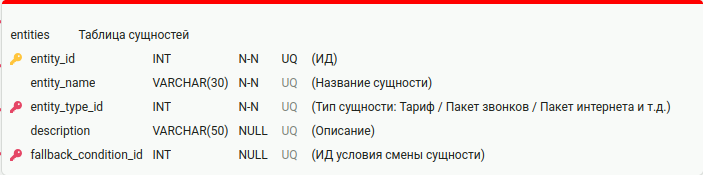 entities Таблица сущностей
entity_id INT N-N UQ (ИД)
entity_name VARCHAR(30) N-N UQ (Название сущности)
entity_type_id INT N-N UQ (Тип сущности: Тариф / Пакет звонков / Пакет интернета и т.д.)
description VARCHAR(50) NULL UQ (Описание)
fallback_condition_id INT NULL UQ (ИД условия смены сущности)